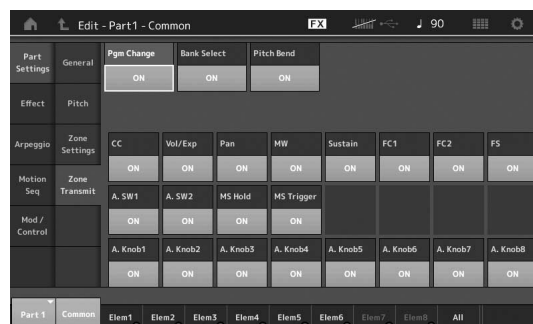 Edit - Part1 - Common FX ♩ 90
Part Settings
General
Pgm Change Bank Select Pitch Bend
ON ON ON
Effect Pitch
Arpeggio Zone Settings
CC Vol/Exp Pan MW Sustain FC1 FC2 FS
ON ON ON ON ON ON ON ON
Motion Seq Zone Transmit
A. SW1 A. SW2 MS Hold MS Trigger
ON ON ON ON
Mod / Control
A. Knob1 A. Knob2 A. Knob3 A. Knob4 A. Knob5 A. Knob6 A. Knob7 A. Knob8
ON ON ON ON ON ON ON ON
Part 1 Common Elem1 Elem2 Elem3 Elem4 Elem5 Elem6 Elem7 Elem8 All